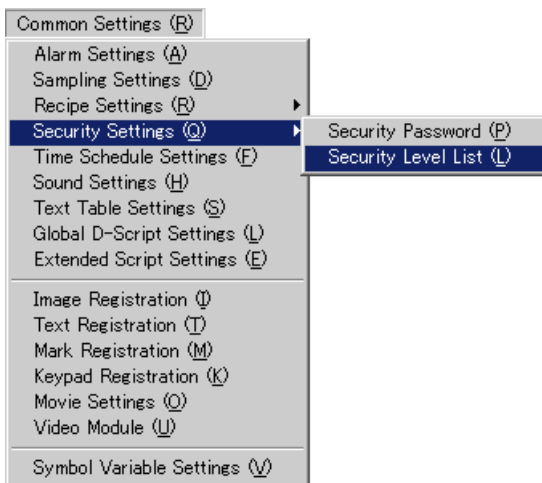 Common Settings (R)
Alarm Settings (A)
Sampling Settings (D)
Recipe Settings (R)
Security Settings (Q)
Security Password (P)
Time Schedule Settings (F)
Security Level List (L)
Sound Settings (H)
Text Table Settings (S)
Global D-Script Settings (L)
Extended Script Settings (E)
Image Registration (I)
Text Registration (T)
Mark Registration (M)
Keypad Registration (K)
Movie Settings (O)
Video Module (U)
Symbol Variable Settings (V)